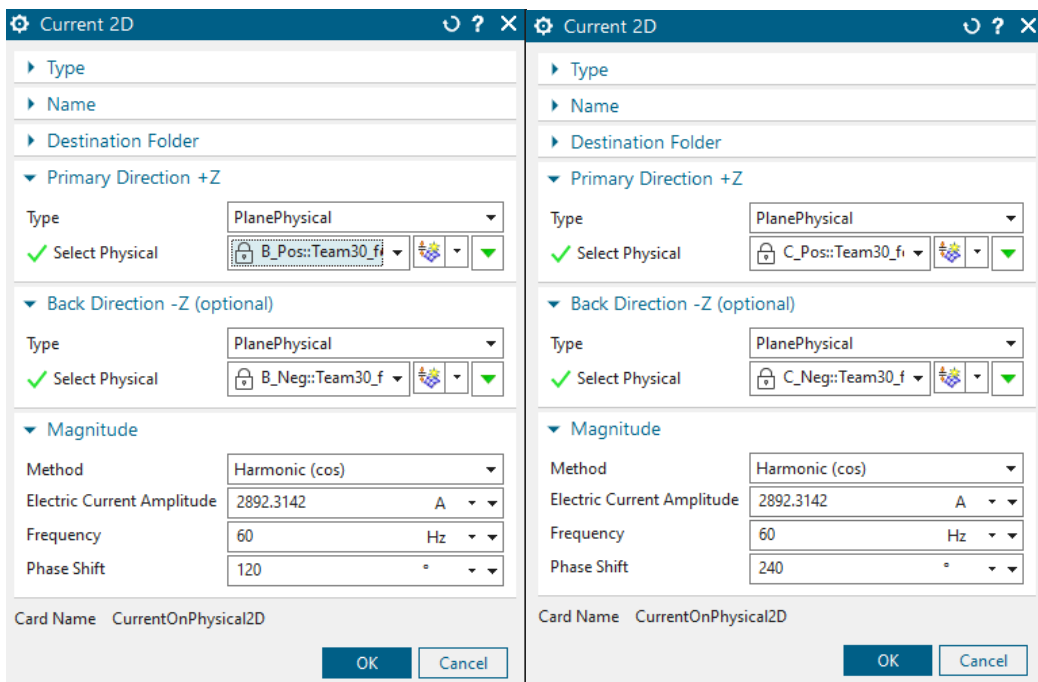 Current 2D
Type
Name
Destination Folder
Primary Direction +Z
Type PlanePhysical
Select Physical B_Pos::Team30_f
Back Direction -Z (optional)
Type PlanePhysical
Select Physical B_Neg::Team30_f
Magnitude
Method Harmonic (cos)
Electric Current Amplitude 2892.3142 A
Frequency 60 Hz
Phase Shift 120 °
Card Name CurrentOnPhysical2D
OK Cancel
Current 2D
Type
Name
Destination Folder
Primary Direction +Z
Type PlanePhysical
Select Physical C_Pos::Team30_f
Back Direction -Z (optional)
Type PlanePhysical
Select Physical C_Neg::Team30_f
Magnitude
Method Harmonic (cos)
Electric Current Amplitude 2892.3142 A
Frequency 60 Hz
Phase Shift 240 °
Card Name CurrentOnPhysical2D
OK Cancel